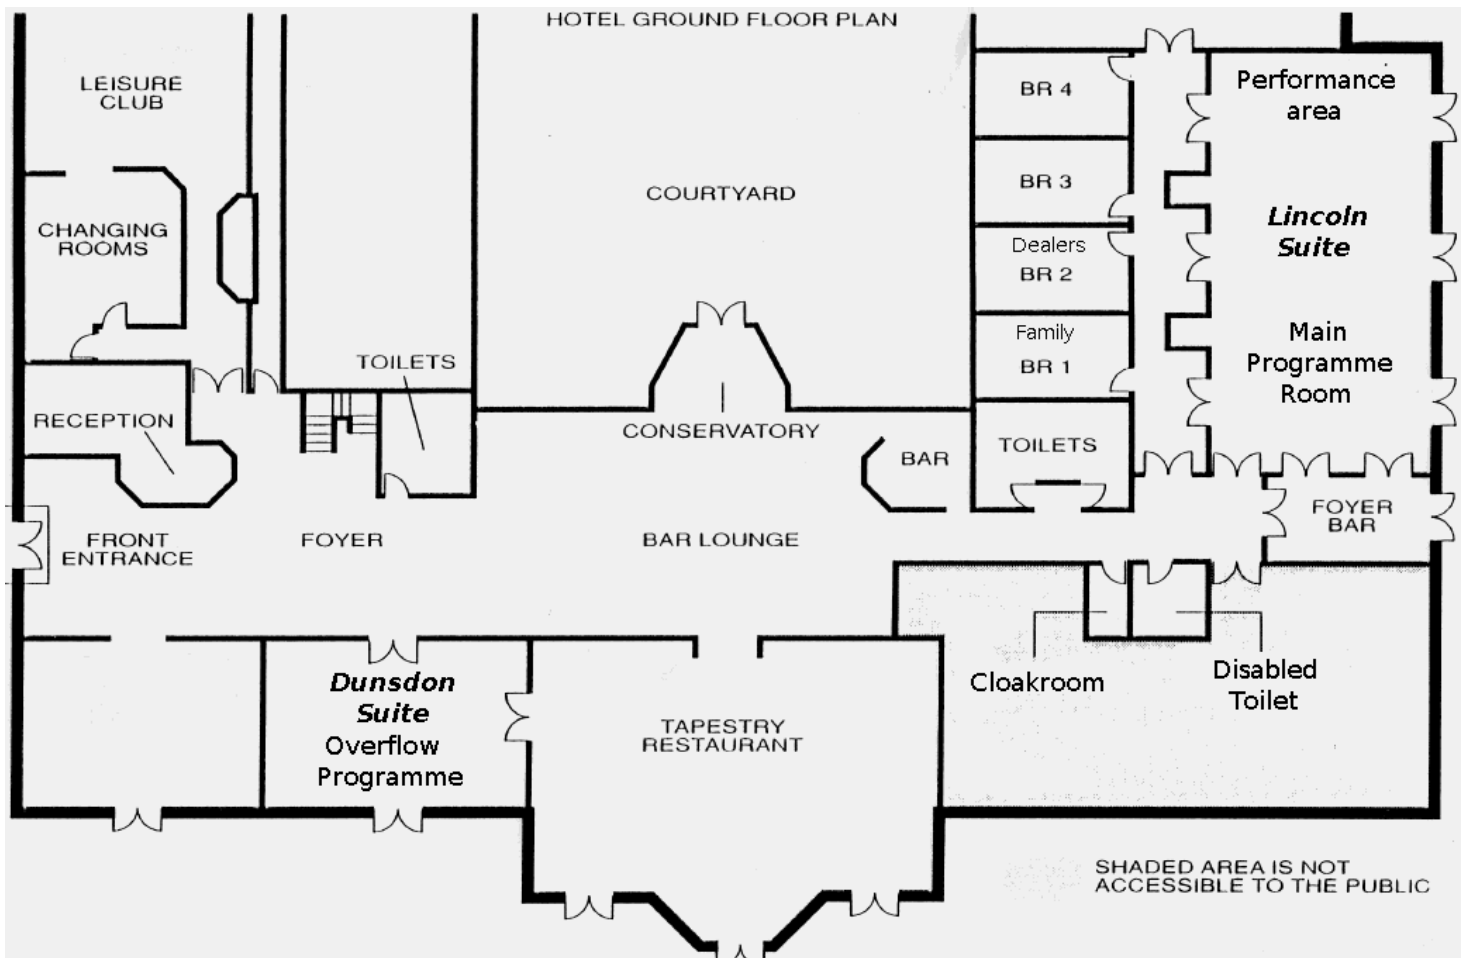 HOTEL GROUND FLOOR PLAN
LEISURE
CLUB
CHANGING
ROOMS
RECEPTION
TOILETS
COURTYARD
CONSERVATORY
BAR
BR 4
BR 3
Dealers
BR 2
Family
BR 1
TOILETS
Performance
area
Lincoln
Suite
Main
Programme
Room
FOYER
BAR
FRONT
ENTRANCE
FOYER
BAR LOUNGE
Dunsdon
Suite
Overflow
Programme
TAPESTRY
RESTAURANT
Cloakroom
Disabled
Toilet
SHADED AREA IS NOT
ACCESSIBLE TO THE PUBLIC